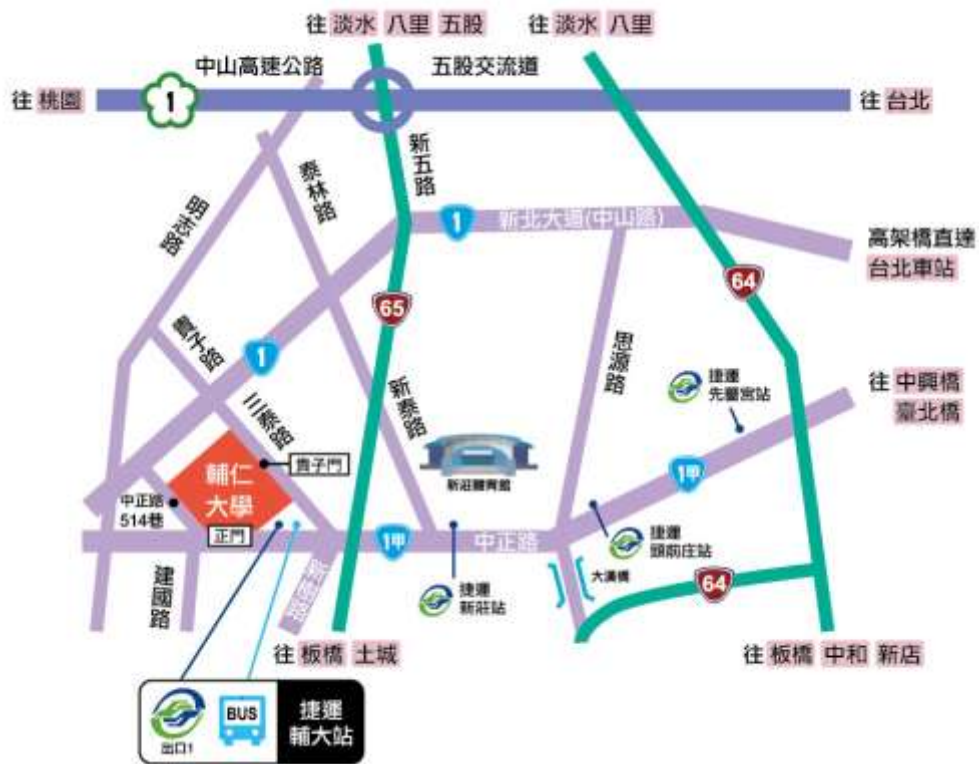 往 淡水 八里 五股
往 淡水 八里
中山高速公路
五股交流道
往 桃園
1
往 台北
新五路
泰林路
明志路
1
新北大道(中山路)
高架橋直達
台北車站
64
65
貴子路
1
思源路
捷運
先嗇宮站
往 中興橋
臺北橋
三泰路
新泰路
貴子門
輔仁
大學
新莊體育館
1甲
中正路
514巷
正門
1甲
中正路
捷運
頭前庄站
大漢橋
64
建國路
捷運
新莊站
往 板橋 土城
往 板橋 中和 新店
BUS
出口1
捷運
輔大站